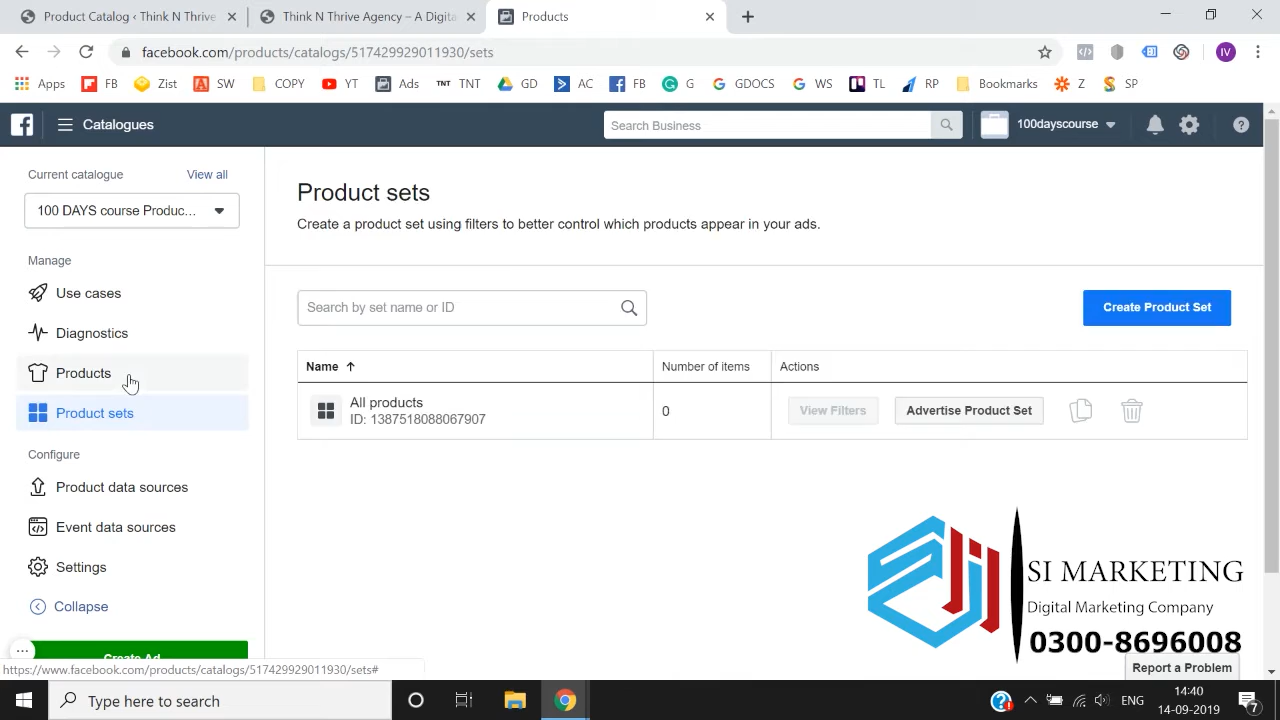 Product Catalog ‹ Think N Thrive
Think N Thrive Agency – A Digita
Products
facebook.com/products/catalogs/517429929011930/sets
IV
Apps
FB
Zist
SW
COPY
YT
Ads
TNT
TNT
GD
AC
FB
G
GDOCS
WS
TL
RP
Bookmarks
Z
SP
Catalogues
Search Business
100dayscourse
Current catalogue
View all
100 DAYS course Produc...
Manage
Use cases
Diagnostics
Products
Product sets
Configure
Product data sources
Event data sources
Settings
Collapse
Create Ad
Product sets
Create a product set using filters to better control which products appear in your ads.
Search by set name or ID
Create Product Set
Name
Number of items
Actions
All products
ID: 1387518088067907
0
View Filters
Advertise Product Set
SI MARKETING
Digital Marketing Company
0300-8696008
Report a Problem
https://www.facebook.com/products/catalogs/517429929011930/sets#
Type here to search
ENG
14:40
14-09-2019
7